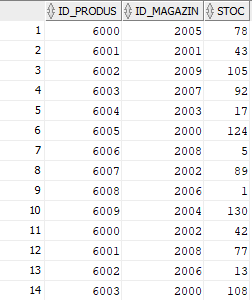 ID_PRODUS ID_MAGAZIN STOC
1 6000 2005 78
2 6001 2001 43
3 6002 2009 105
4 6003 2007 92
5 6004 2003 17
6 6005 2000 124
7 6006 2008 5
8 6007 2002 89
9 6008 2006 1
10 6009 2004 130
11 6000 2002 42
12 6001 2008 77
13 6002 2006 13
14 6003 2000 108